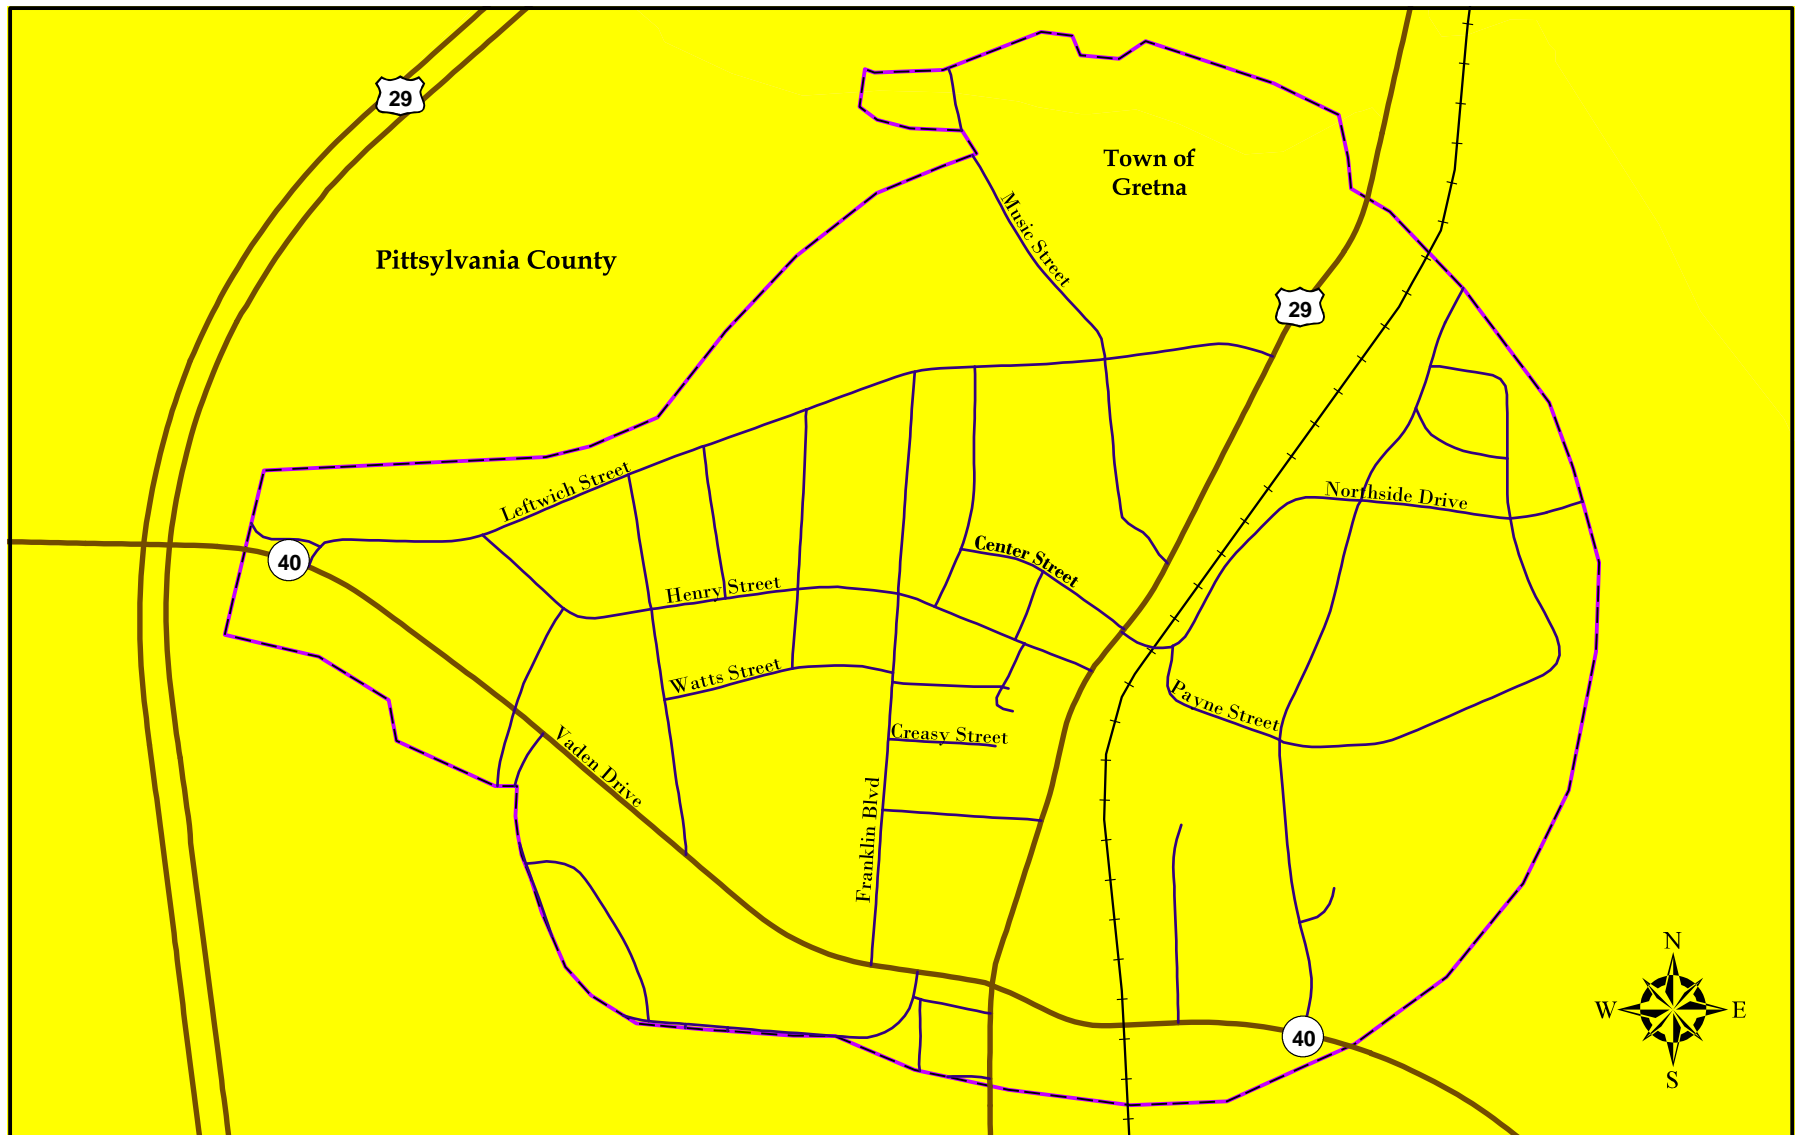 29
Town of
Gretna
Music Street
Pittsylvania County
29
Leftwich Street
Northside Drive
Center Street
40
Henry Street
Watts Street
Payne Street
Vaden Drive
Creasy Street
Franklin Blvd
N
W
E
40
S